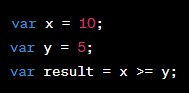 var x = 10;
var y = 5;
var result = x >= y;